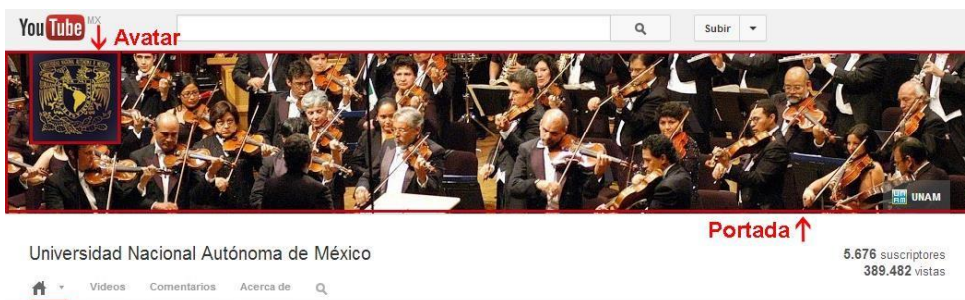 YouTube MX
Subir
Avatar
UNAM
Portada
Universidad Nacional Autónoma de México
5.676 suscriptores
389.482 vistas
Videos Comentarios Acerca de